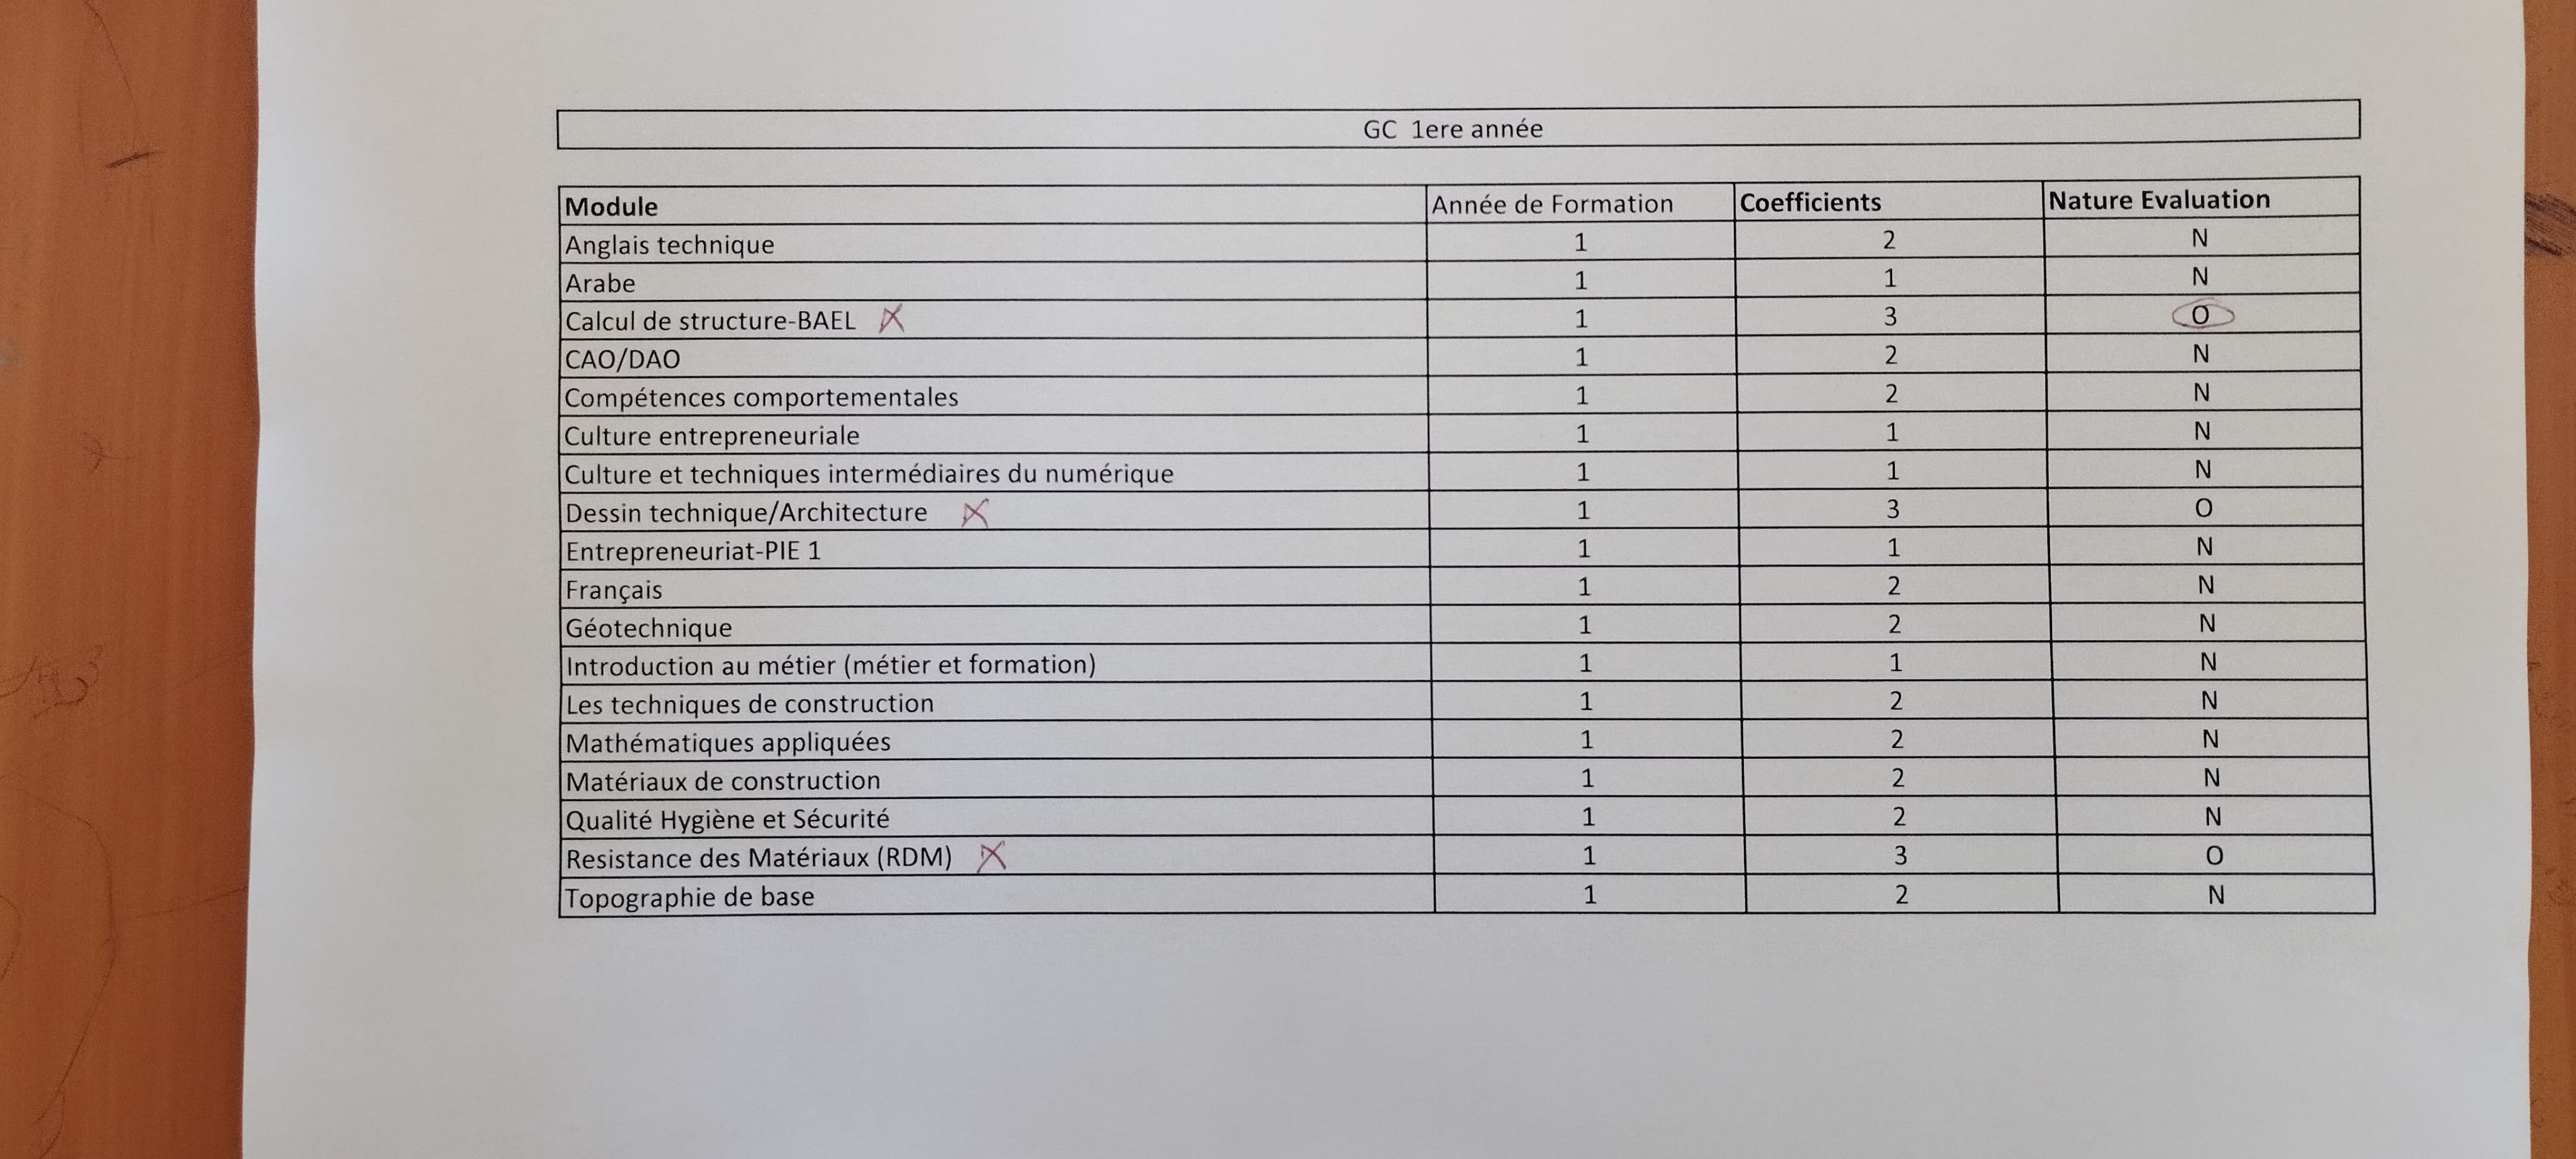 GC 1ere année
Module Année de Formation Coefficients Nature Evaluation
Anglais technique 1 2 N
Arabe 1 1 N
Calcul de structure-BAEL 1 3 O
CAO/DAO 1 2 N
Compétences comportementales 1 2 N
Culture entrepreneuriale 1 1 N
Culture et techniques intermédiaires du numérique 1 1 N
Dessin technique/Architecture 1 3 O
Entrepreneuriat-PIE 1 1 1 N
Français 1 2 N
Géotechnique 1 2 N
Introduction au métier (métier et formation) 1 1 N
Les techniques de construction 1 2 N
Mathématiques appliquées 1 2 N
Matériaux de construction 1 2 N
Qualité Hygiène et Sécurité 1 2 N
Resistance des Matériaux (RDM) 1 3 O
Topographie de base 1 2 N